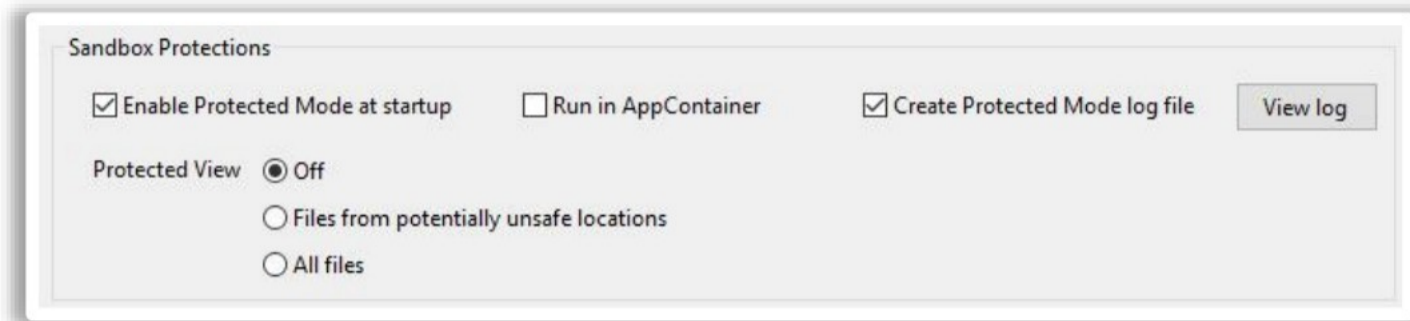 Sandbox Protections
Enable Protected Mode at startup Run in AppContainer Create Protected Mode log file View log
Protected View Off
Files from potentially unsafe locations
All files